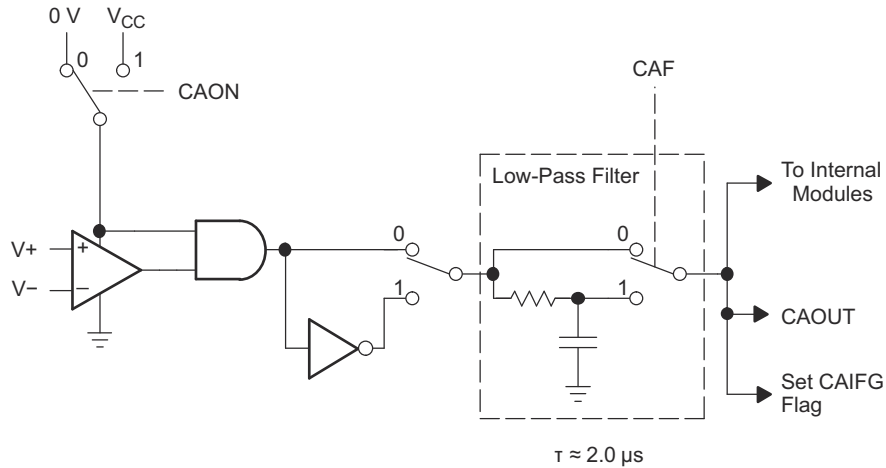 0 V
VCC
0
1
CAON
CAF
Low-Pass Filter
To Internal
Modules
V+
+
V−
−
0
1
0
1
CAOUT
Set CAIFG
Flag
τ ≈ 2.0 μs